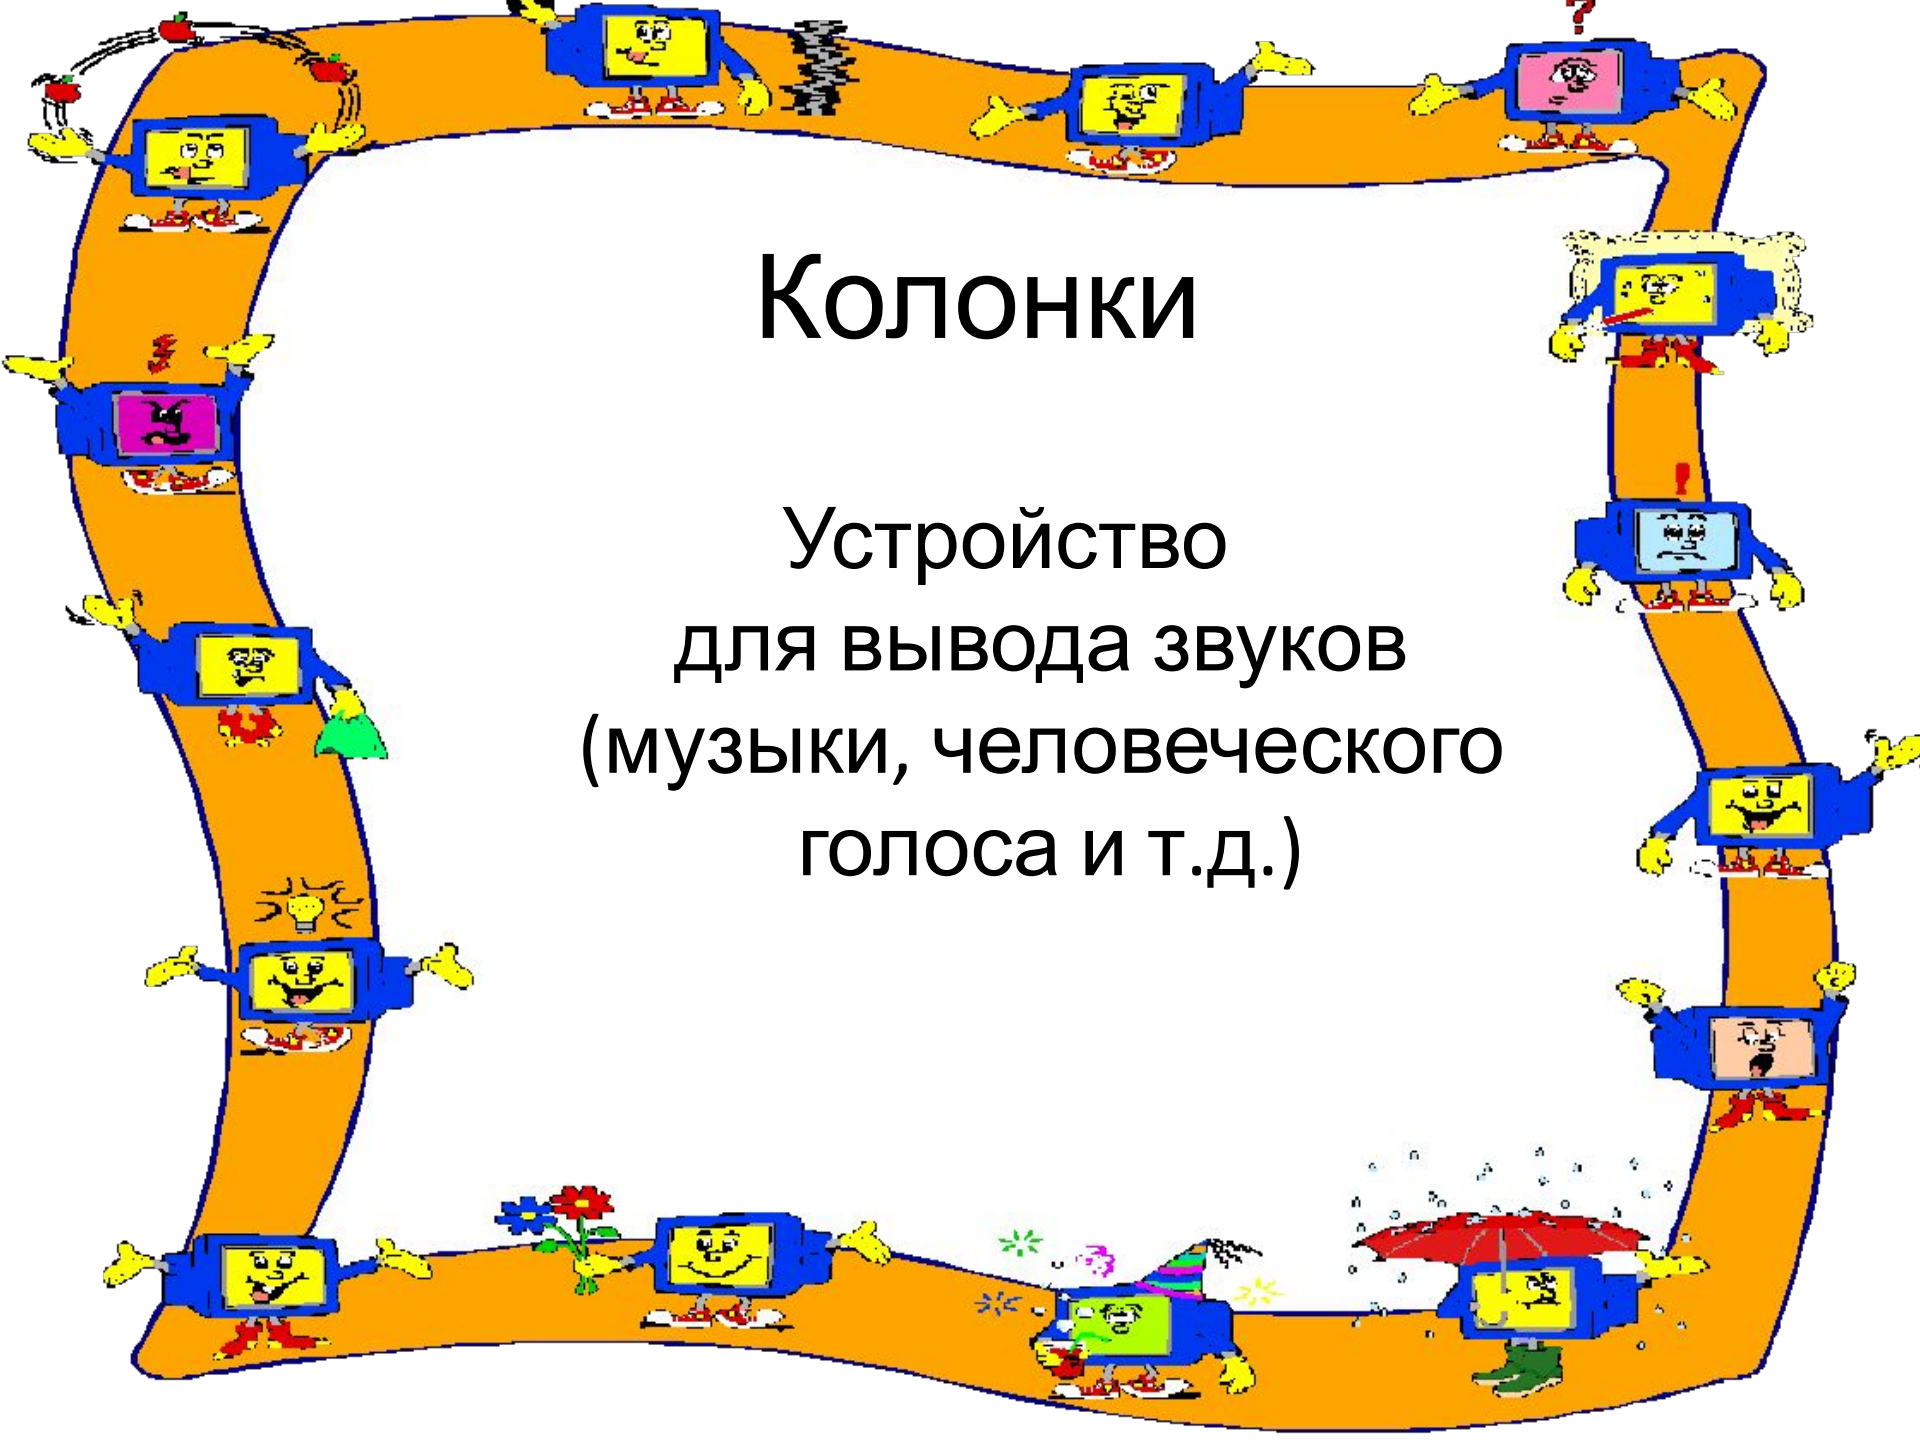 Колонки
Устройство
для вывода звуков
(музыки, человеческого
голоса и т.д.)
?
!